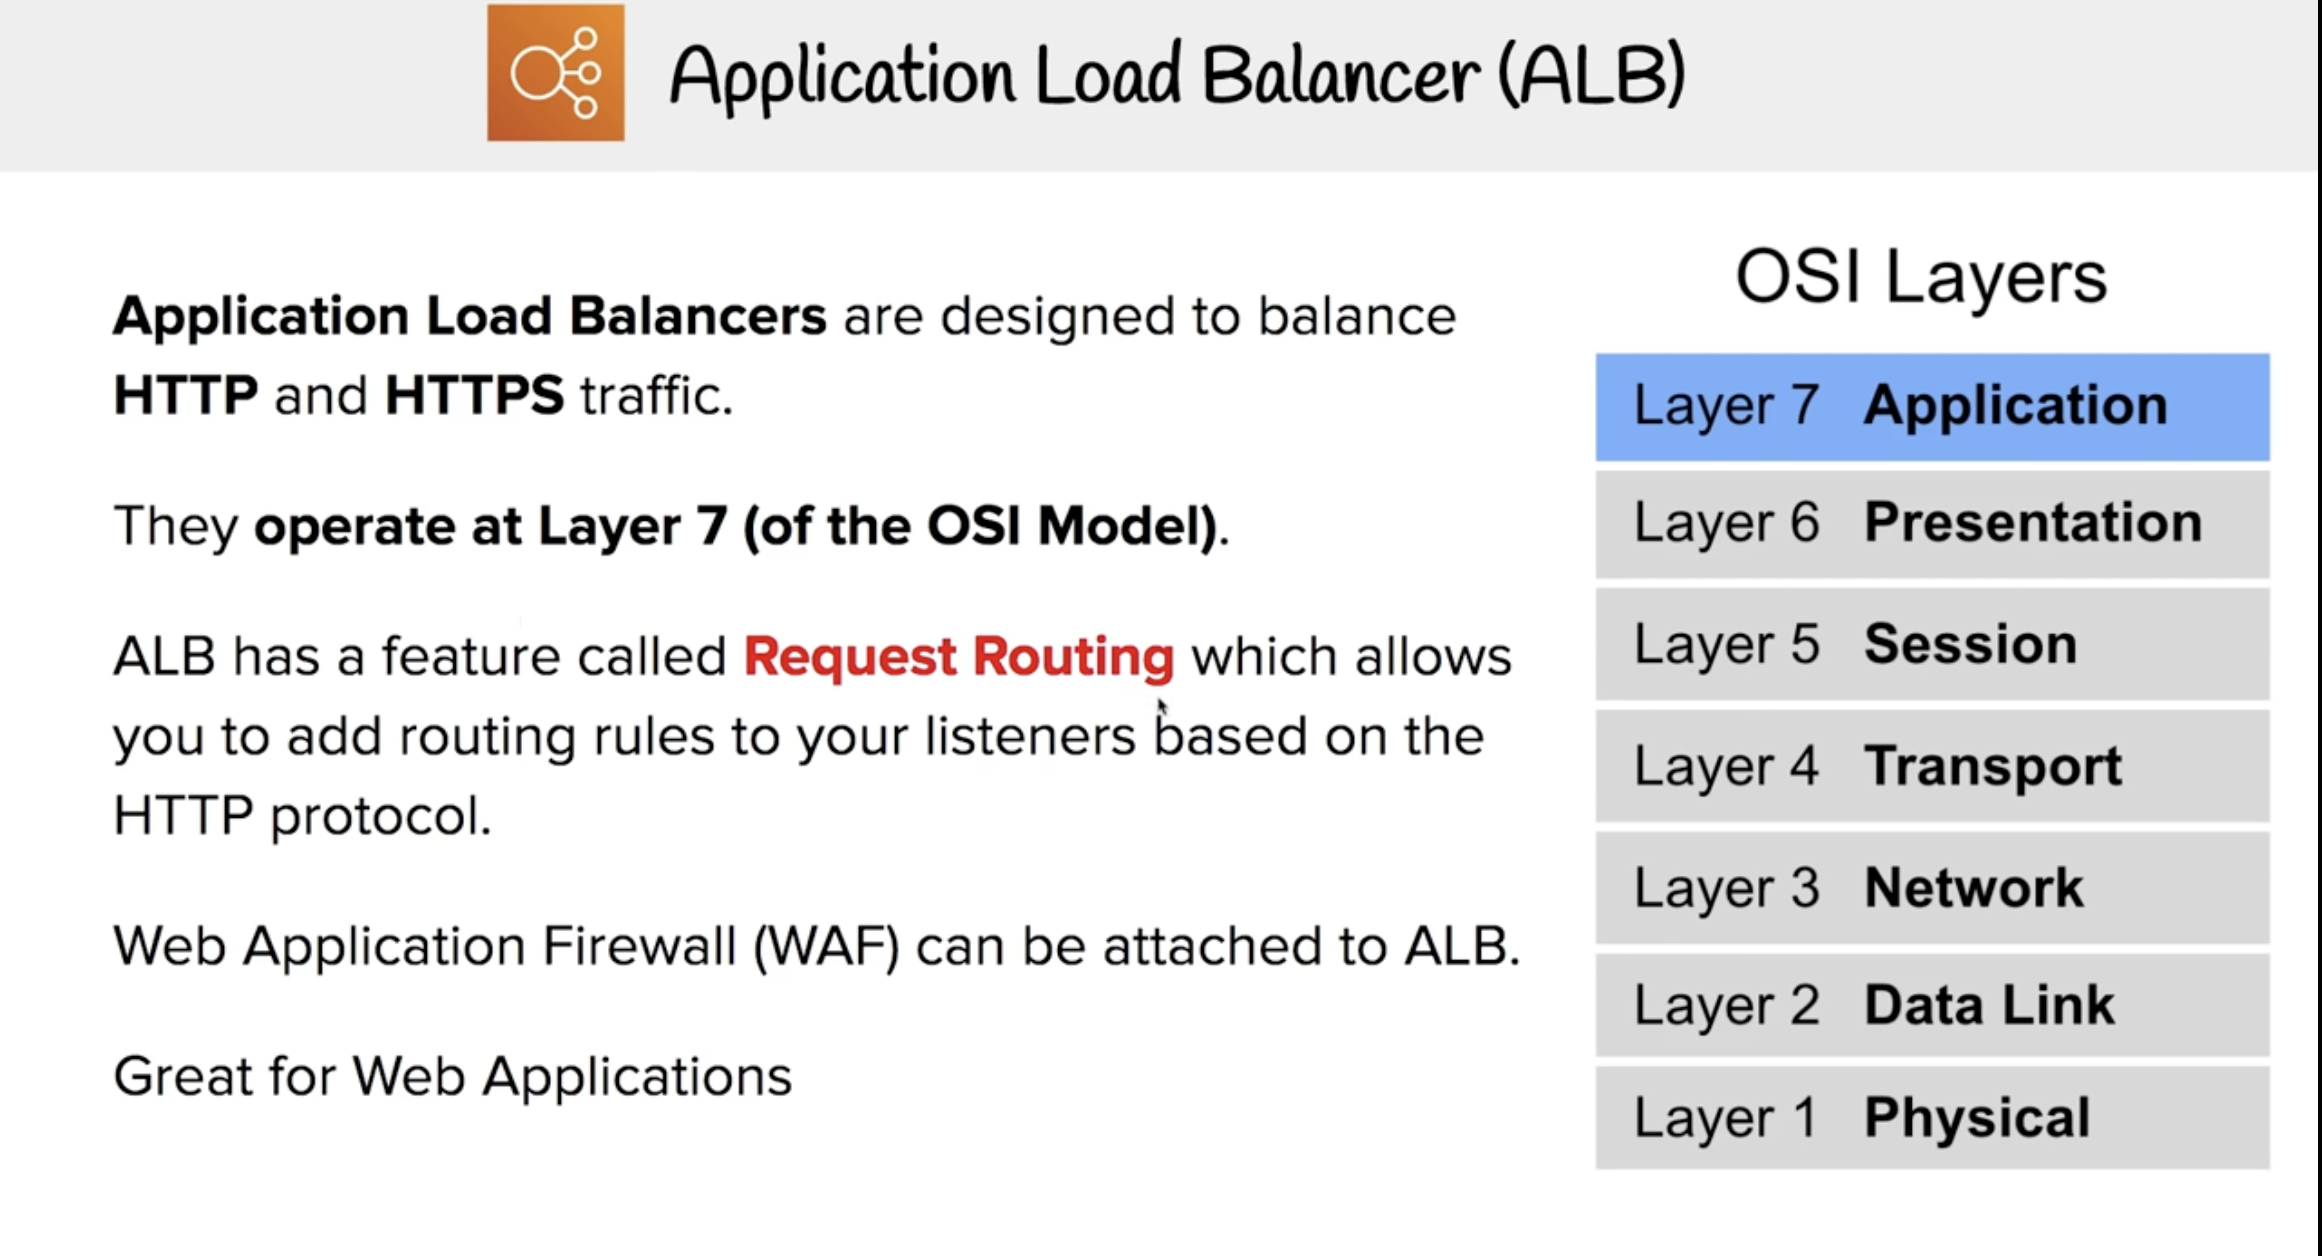 Application Load Balancer (ALB)
Application Load Balancers are designed to balance
HTTP and HTTPS traffic.
They operate at Layer 7 (of the OSI Model).
ALB has a feature called Request Routing which allows
you to add routing rules to your listeners based on the
HTTP protocol.
Web Application Firewall (WAF) can be attached to ALB.
Great for Web Applications
OSI Layers
Layer 7 Application
Layer 6 Presentation
Layer 5 Session
Layer 4 Transport
Layer 3 Network
Layer 2 Data Link
Layer 1 Physical